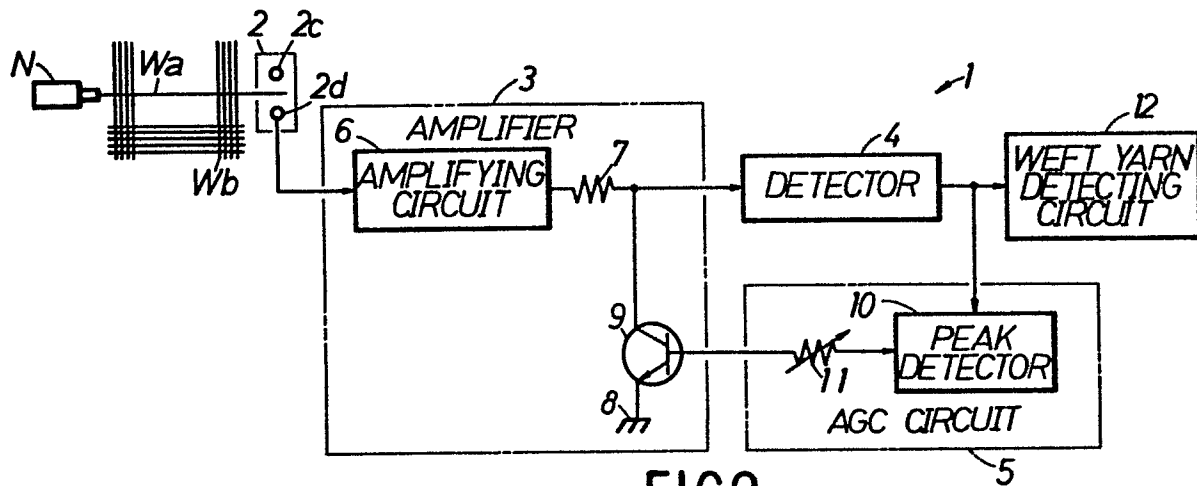 N
Wa
Wb
2
2c
2d
3
AMPLIFIER
6
AMPLIFYING
CIRCUIT
7
9
8
4
DETECTOR
1
12
WEFT YARN
DETECTING
CIRCUIT
10
PEAK
DETECTOR
11
AGC CIRCUIT
5